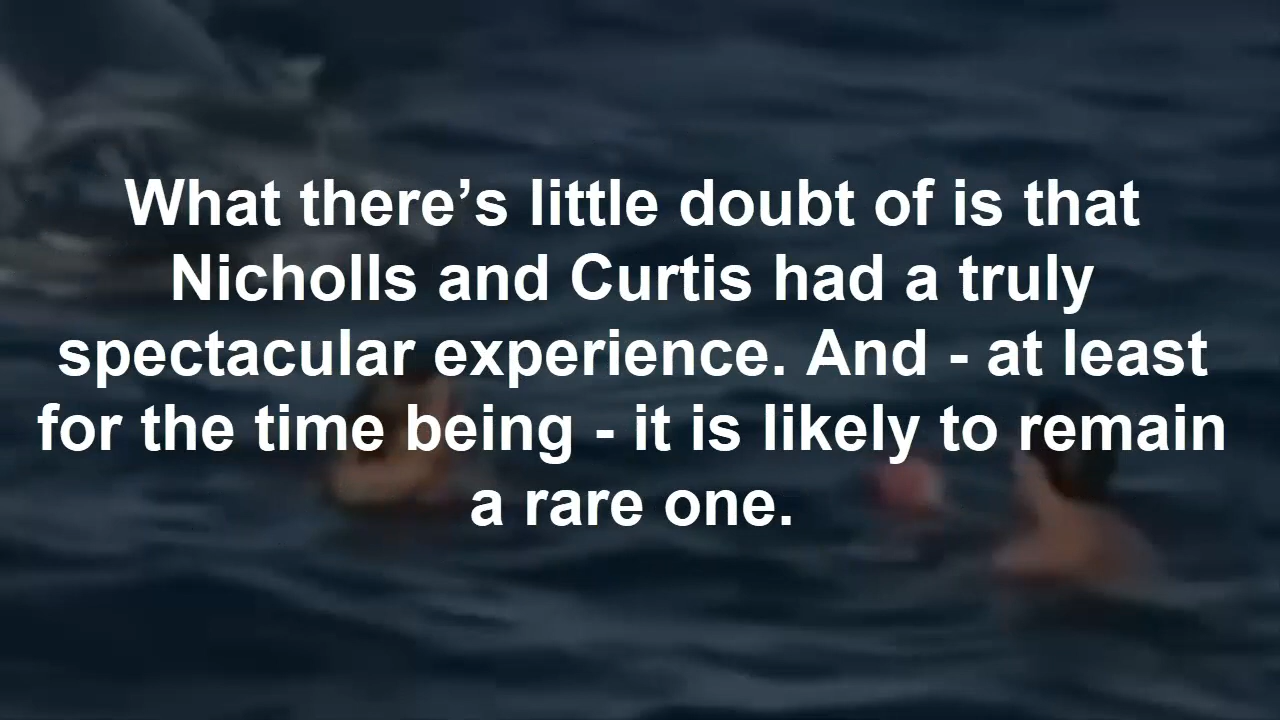 What there’s little doubt of is that
Nicholls and Curtis had a truly
spectacular experience. And - at least
for the time being - it is likely to remain
a rare one.